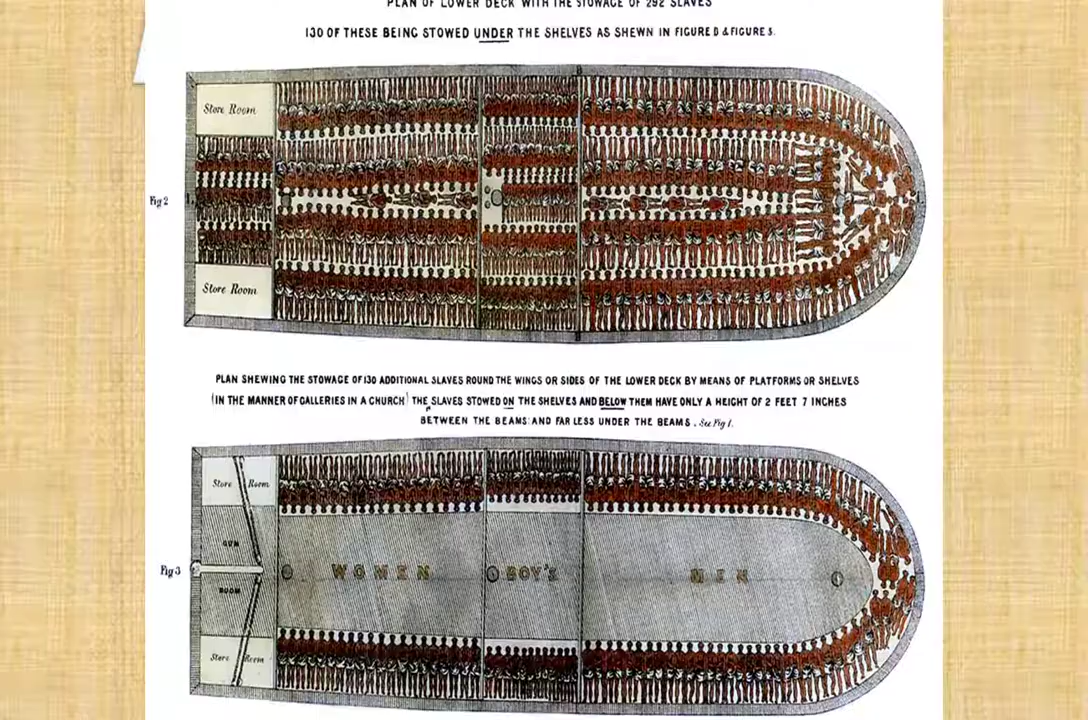 PLAN OF LOWER DECK WITH THE STOWAGE OF 292 SLAVES
130 OF THESE BEING STOWED UNDER THE SHELVES AS SHEWN IN FIGURE D & FIGURE 5.
Store Room
Fig 2
Store Room
PLAN SHEWING THE STOWAGE OF 130 ADDITIONAL SLAVES ROUND THE WINGS OR SIDES OF THE LOWER DECK BY MEANS OF PLATFORMS OR SHELVES
(IN THE MANNER OF GALLERIES IN A CHURCH) THE SLAVES STOWED ON THE SHELVES AND BELOW THEM HAVE ONLY A HEIGHT OF 2 FEET 7 INCHES
BETWEEN THE BEAMS: AND FAR LESS UNDER THE BEAMS. See Fig 1.
Store Room
GUN
Fig 3
WOMEN
BOY'S
MEN
ROOM
Store Room